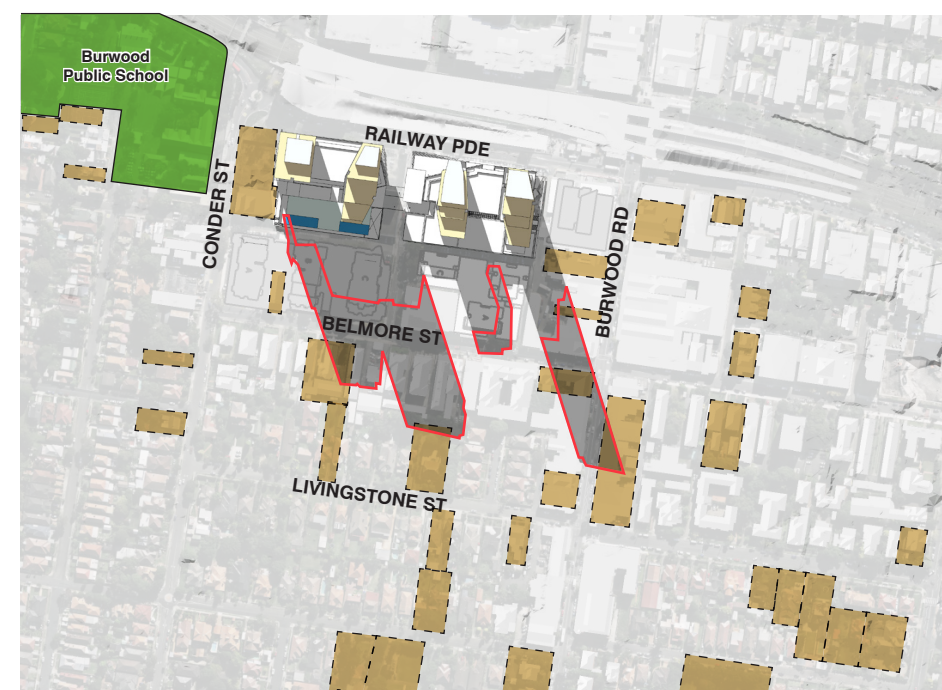 Burwood
Public School
RAILWAY PDE
CONDER ST
BURWOOD RD
BELMORE ST
LIVINGSTONE ST